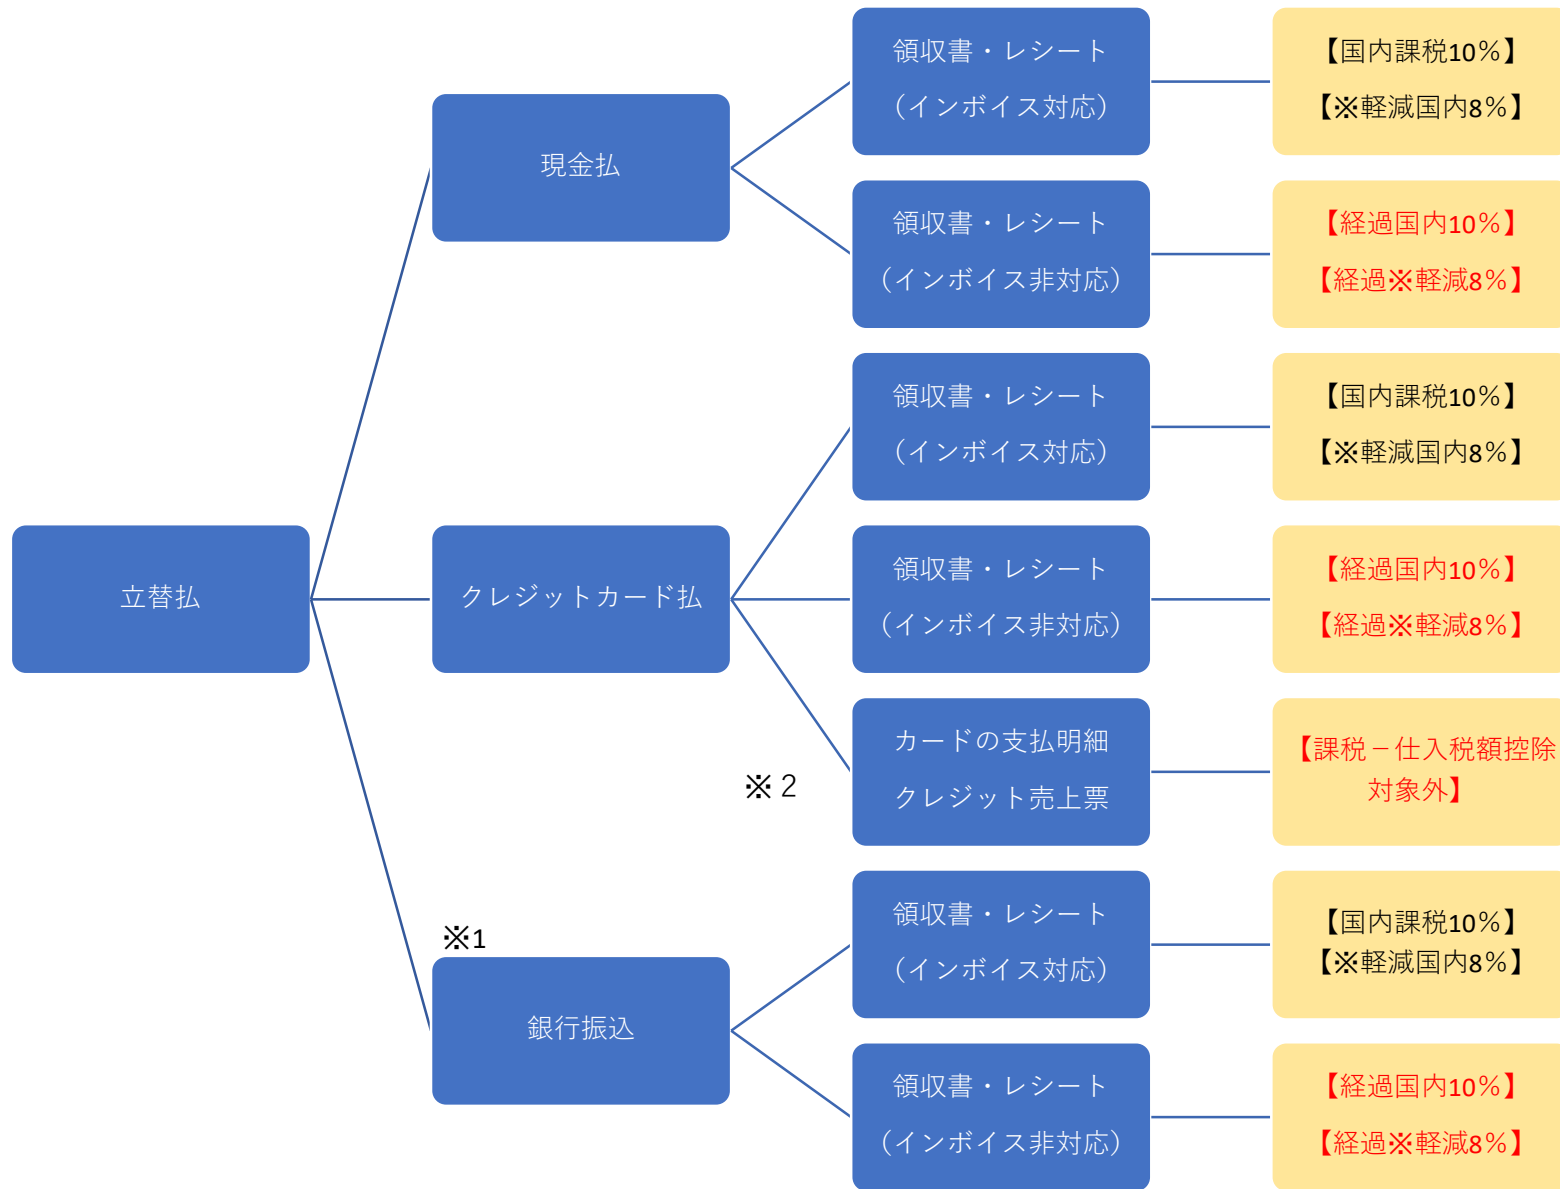 領収書・レシート
（インボイス対応）
【国内課税10％】
【※軽減国内8％】
現金払
領収書・レシート
（インボイス非対応）
【経過国内10％】
【経過※軽減8％】
領収書・レシート
（インボイス対応）
【国内課税10％】
【※軽減国内8％】
立替払
クレジットカード払
領収書・レシート
（インボイス非対応）
【経過国内10％】
【経過※軽減8％】
※２
カードの支払明細
クレジット売上票
【課税－仕入税額控除
対象外】
※1
銀行振込
領収書・レシート
（インボイス対応）
【国内課税10％】
【※軽減国内8％】
領収書・レシート
（インボイス非対応）
【経過国内10％】
【経過※軽減8％】